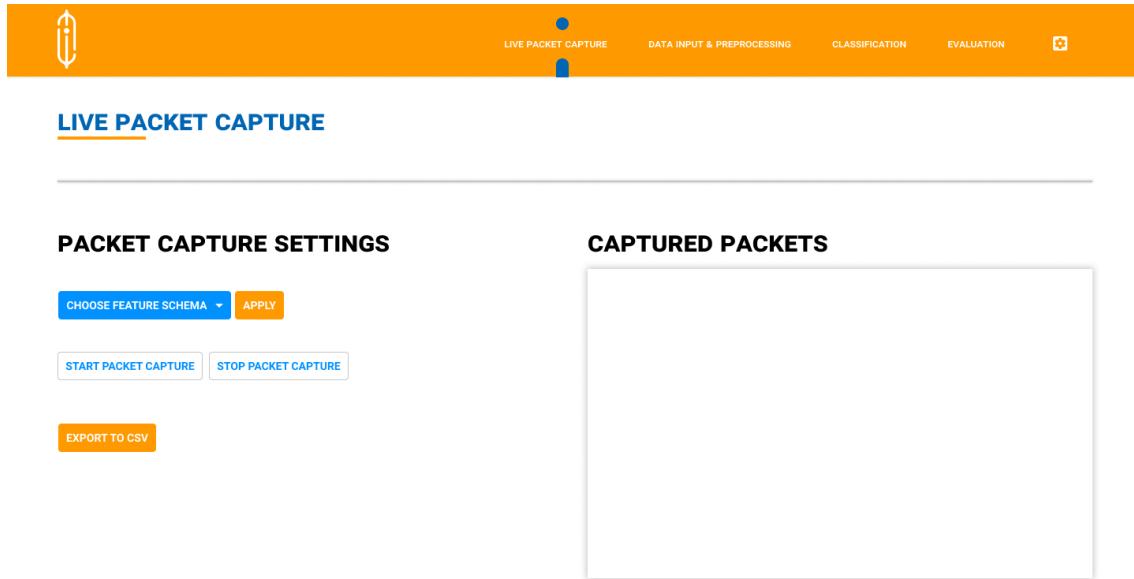 LIVE PACKET CAPTURE DATA INPUT & PREPROCESSING CLASSIFICATION EVALUATION
LIVE PACKET CAPTURE
PACKET CAPTURE SETTINGS
CHOOSE FEATURE SCHEMA APPLY
START PACKET CAPTURE STOP PACKET CAPTURE
EXPORT TO CSV
CAPTURED PACKETS